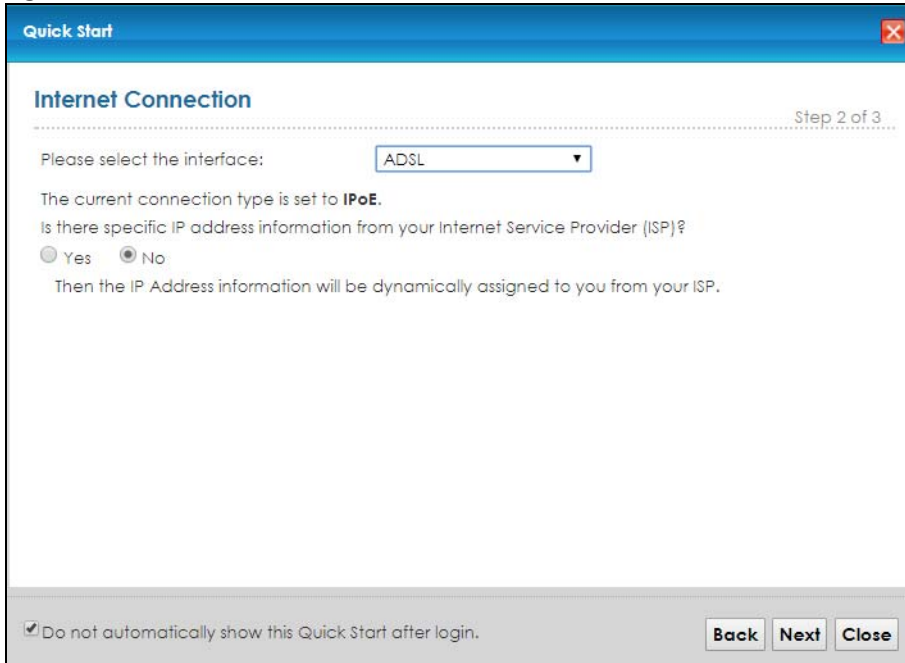 Quick Start
Internet Connection
Step 2 of 3
Please select the interface:
ADSL
The current connection type is set to IPoE.
Is there specific IP address information from your Internet Service Provider (ISP)?
Yes No
Then the IP Address information will be dynamically assigned to you from your ISP.
Do not automatically show this Quick Start after login.
Back Next Close